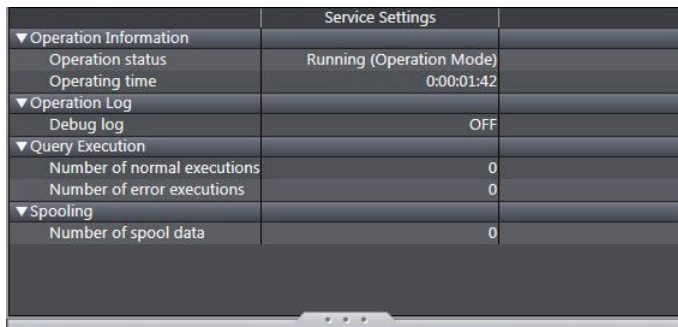 Service Settings
▼Operation Information
Operation status Running (Operation Mode)
Operating time 0:00:01:42
▼Operation Log
Debug log OFF
▼Query Execution
Number of normal executions 0
Number of error executions 0
▼Spooling
Number of spool data 0